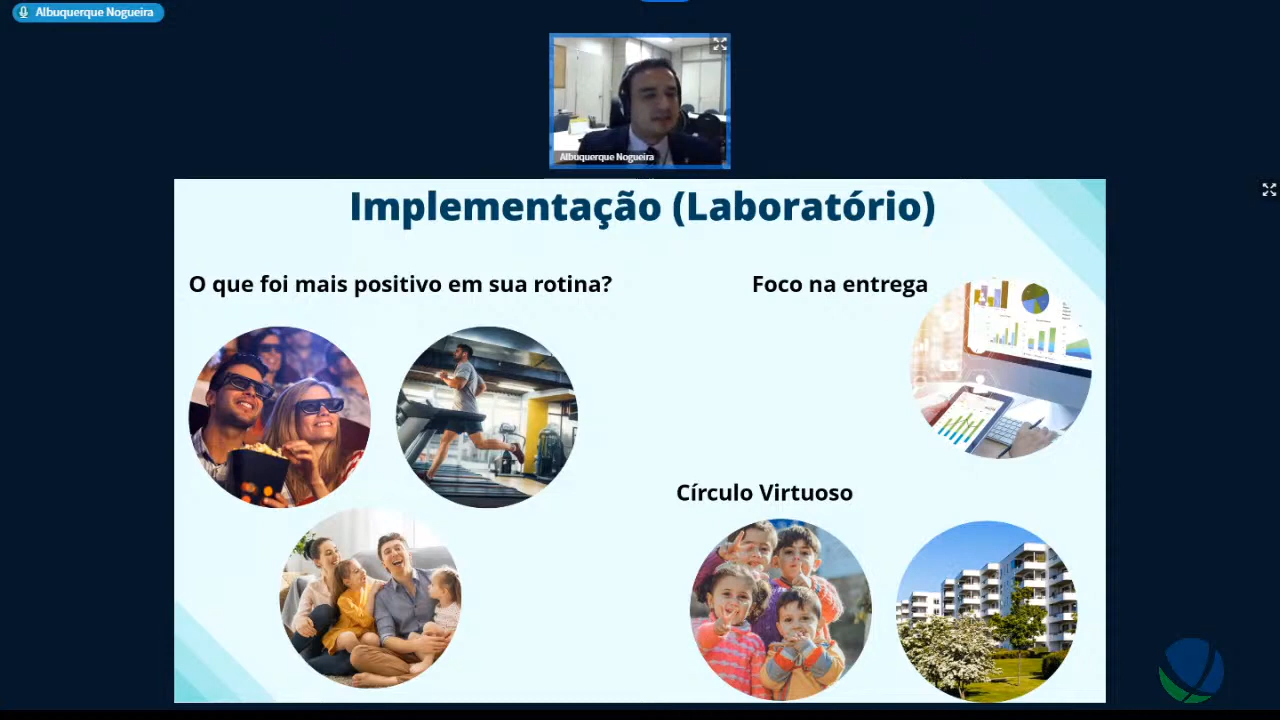 Albuquerque Nogueira
Albuquerque Nogueira
Implementação (Laboratório)
O que foi mais positivo em sua rotina?
Foco na entrega
Círculo Virtuoso